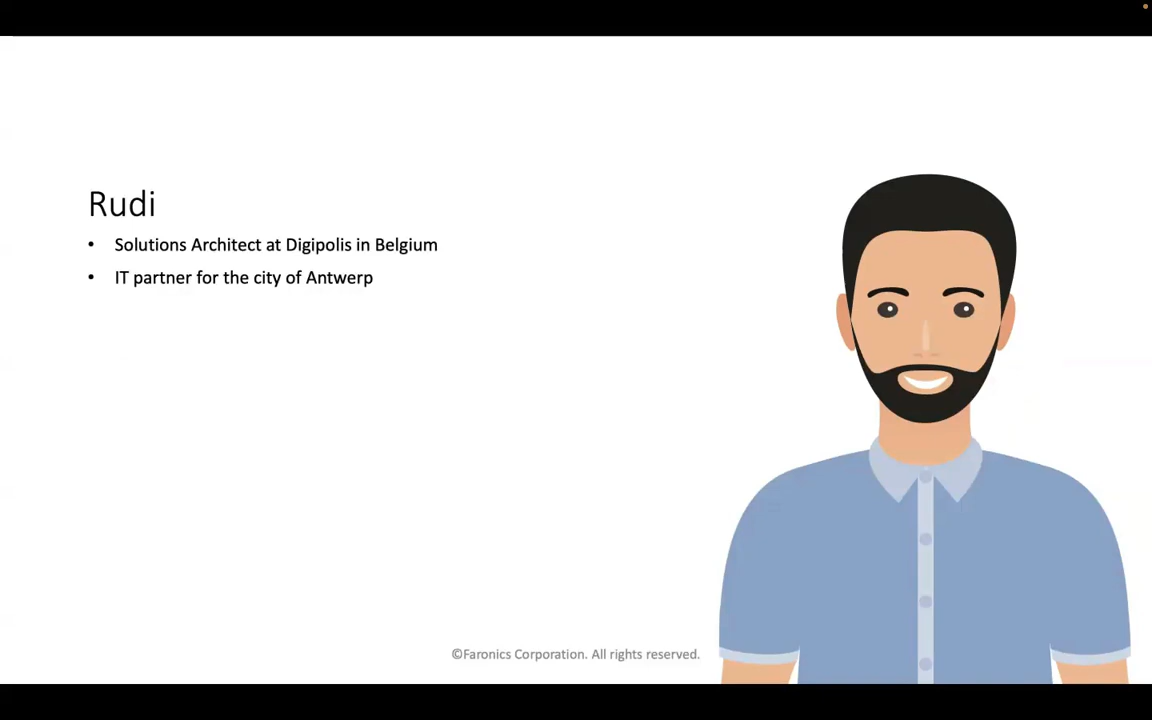 Rudi
• Solutions Architect at Digipolis in Belgium
• IT partner for the city of Antwerp
©Faronics Corporation. All rights reserved.